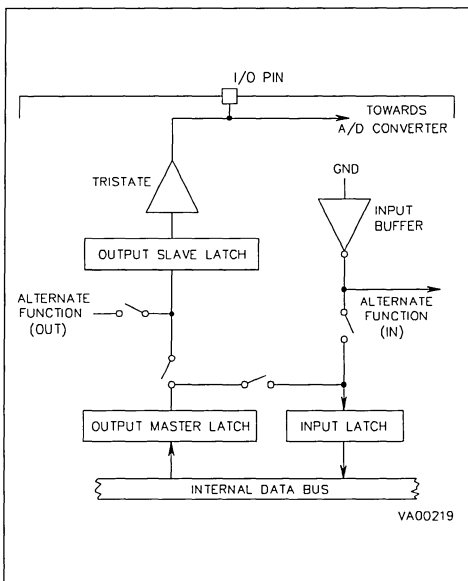 I/O PIN
TOWARDS
A/D CONVERTER
TRISTATE
GND
INPUT
BUFFER
OUTPUT SLAVE LATCH
ALTERNATE
FUNCTION
(OUT)
ALTERNATE
FUNCTION
(IN)
OUTPUT MASTER LATCH
INPUT LATCH
INTERNAL DATA BUS
VA00219